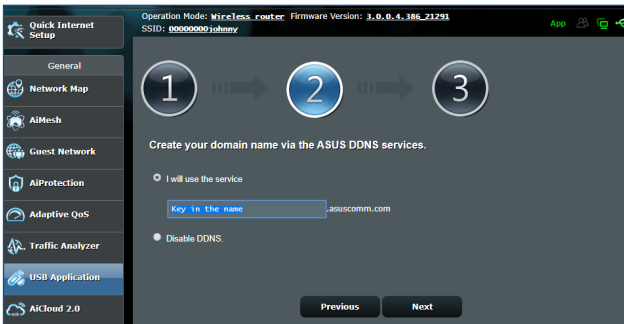 Quick Internet
Setup
Operation Mode: Wireless router Firmware Version: 3.0.0.4.386_21291
SSID: 00000000johnny
App
General
Network Map
AiMesh
Guest Network
AiProtection
Adaptive QoS
Traffic Analyzer
USB Application
AiCloud 2.0
1
2
3
Create your domain name via the ASUS DDNS services.
I will use the service
Key in the name .asuscomm.com
Disable DDNS.
Previous Next